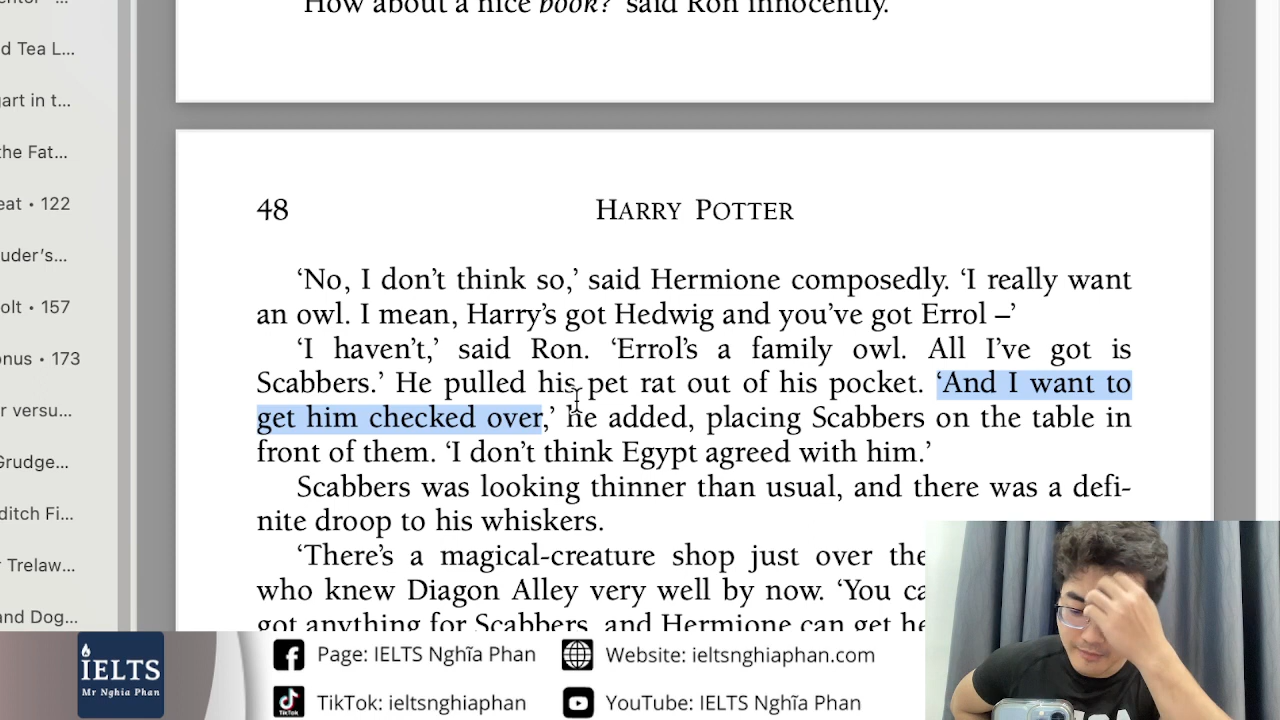 'How about a nice book?' said Ron innocently.
d Tea L...
art in t...
the Fat...
eat • 122
uder's...
olt • 157
onus • 173
r versu...
Grudge...
ditch Fi...
r Trelaw...
and Dog...
48
HARRY POTTER
'No, I don't think so,' said Hermione composedly. 'I really want
an owl. I mean, Harry's got Hedwig and you've got Errol –'
'I haven't,' said Ron. 'Errol's a family owl. All I've got is
Scabbers.' He pulled his pet rat out of his pocket. 'And I want to
get him checked over,' he added, placing Scabbers on the table in
front of them. 'I don't think Egypt agreed with him.'
Scabbers was looking thinner than usual, and there was a defi-
nite droop to his whiskers.
'There's a magical-creature shop just over the
who knew Diagon Alley very well by now. 'You ca
got anything for Scabbers, and Hermione can get he
IELTS
Mr Nghia Phan
Page: IELTS Nghĩa Phan
Website: ieltsnghiaphan.com
TikTok: ieltsnghiaphan
YouTube: IELTS Nghĩa Phan